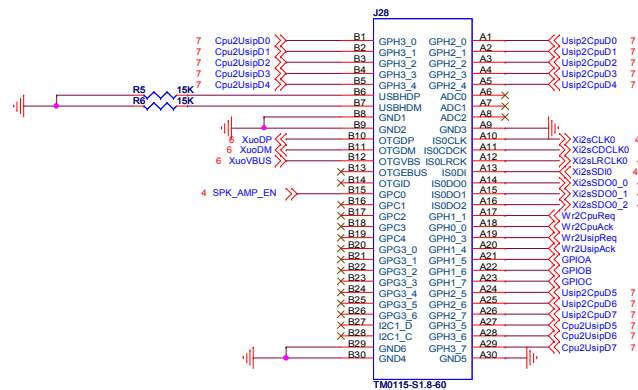 J28
7 Cpu2UsipD0 B1 GPH3_0 GPH2_0 A1 Usip2CpuD0 7
7 Cpu2UsipD1 B2 GPH3_1 GPH2_1 A2 Usip2CpuD1 7
7 Cpu2UsipD2 B3 GPH3_2 GPH2_2 A3 Usip2CpuD2 7
7 Cpu2UsipD3 B4 GPH3_3 GPH2_3 A4 Usip2CpuD3 7
7 Cpu2UsipD4 B5 GPH3_4 GPH2_4 A5 Usip2CpuD4 7
R5 15K B6 USBHDP ADC0 A6
R6 15K B7 USBHDM ADC1 A7
B8 GND1 ADC2 A8
B9 GND2 GND3 A9
6 XuoDP B10 OTGDP IS0CLK A10 Xi2sCLK0 4
6 XuoDM B11 OTGDM IS0CDCK A11 Xi2sCDCLK0
6 XuoVBUS B12 OTGVBS IS0LRCK A12 Xi2sLRCLK0
B13 OTGEBUS IS0DI A13 Xi2sSDI0 4
B14 OTGID IS0DO0 A14 Xi2sSDO0_0
4 SPK_AMP_EN B15 GPC0 IS0DO1 A15 Xi2sSDO0_1
B16 GPC1 IS0DO2 A16 Xi2sSDO0_2
B17 GPC2 GPH1_1 A17 Wr2CpuReq
B18 GPC3 GPH0_0 A18 Wr2CpuAck
B19 GPC4 GPH0_3 A19 Wr2UsipReq
B20 GPG3_0 GPH1_4 A20 Wr2UsipAck
B21 GPG3_1 GPH1_5 A21 GPIOA
B22 GPG3_2 GPH1_6 A22 GPIOB
B23 GPG3_3 GPH1_7 A23 GPIOC
B24 GPG3_4 GPH2_5 A24 Usip2CpuD5 7
B25 GPG3_5 GPH2_6 A25 Usip2CpuD6 7
B26 GPG3_6 GPH2_7 A26 Usip2CpuD7 7
B27 I2C1_D GPH3_5 A27 Cpu2UsipD5 7
B28 I2C1_C GPH3_6 A28 Cpu2UsipD6 7
B29 GND6 GPH3_7 A29 Cpu2UsipD7 7
B30 GND4 GND5 A30
TM0115-S1.8-60